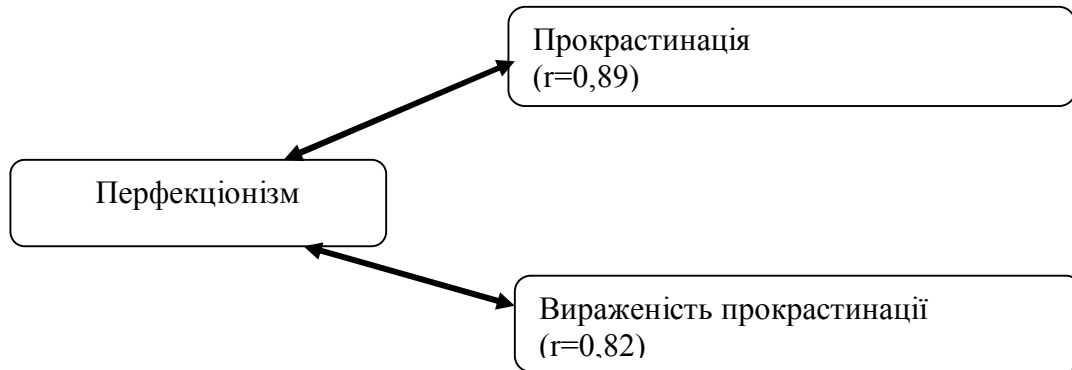 Прокрастинація
(r=0,89)
Перфекціонізм
Вираженість прокрастинації
(r=0,82)